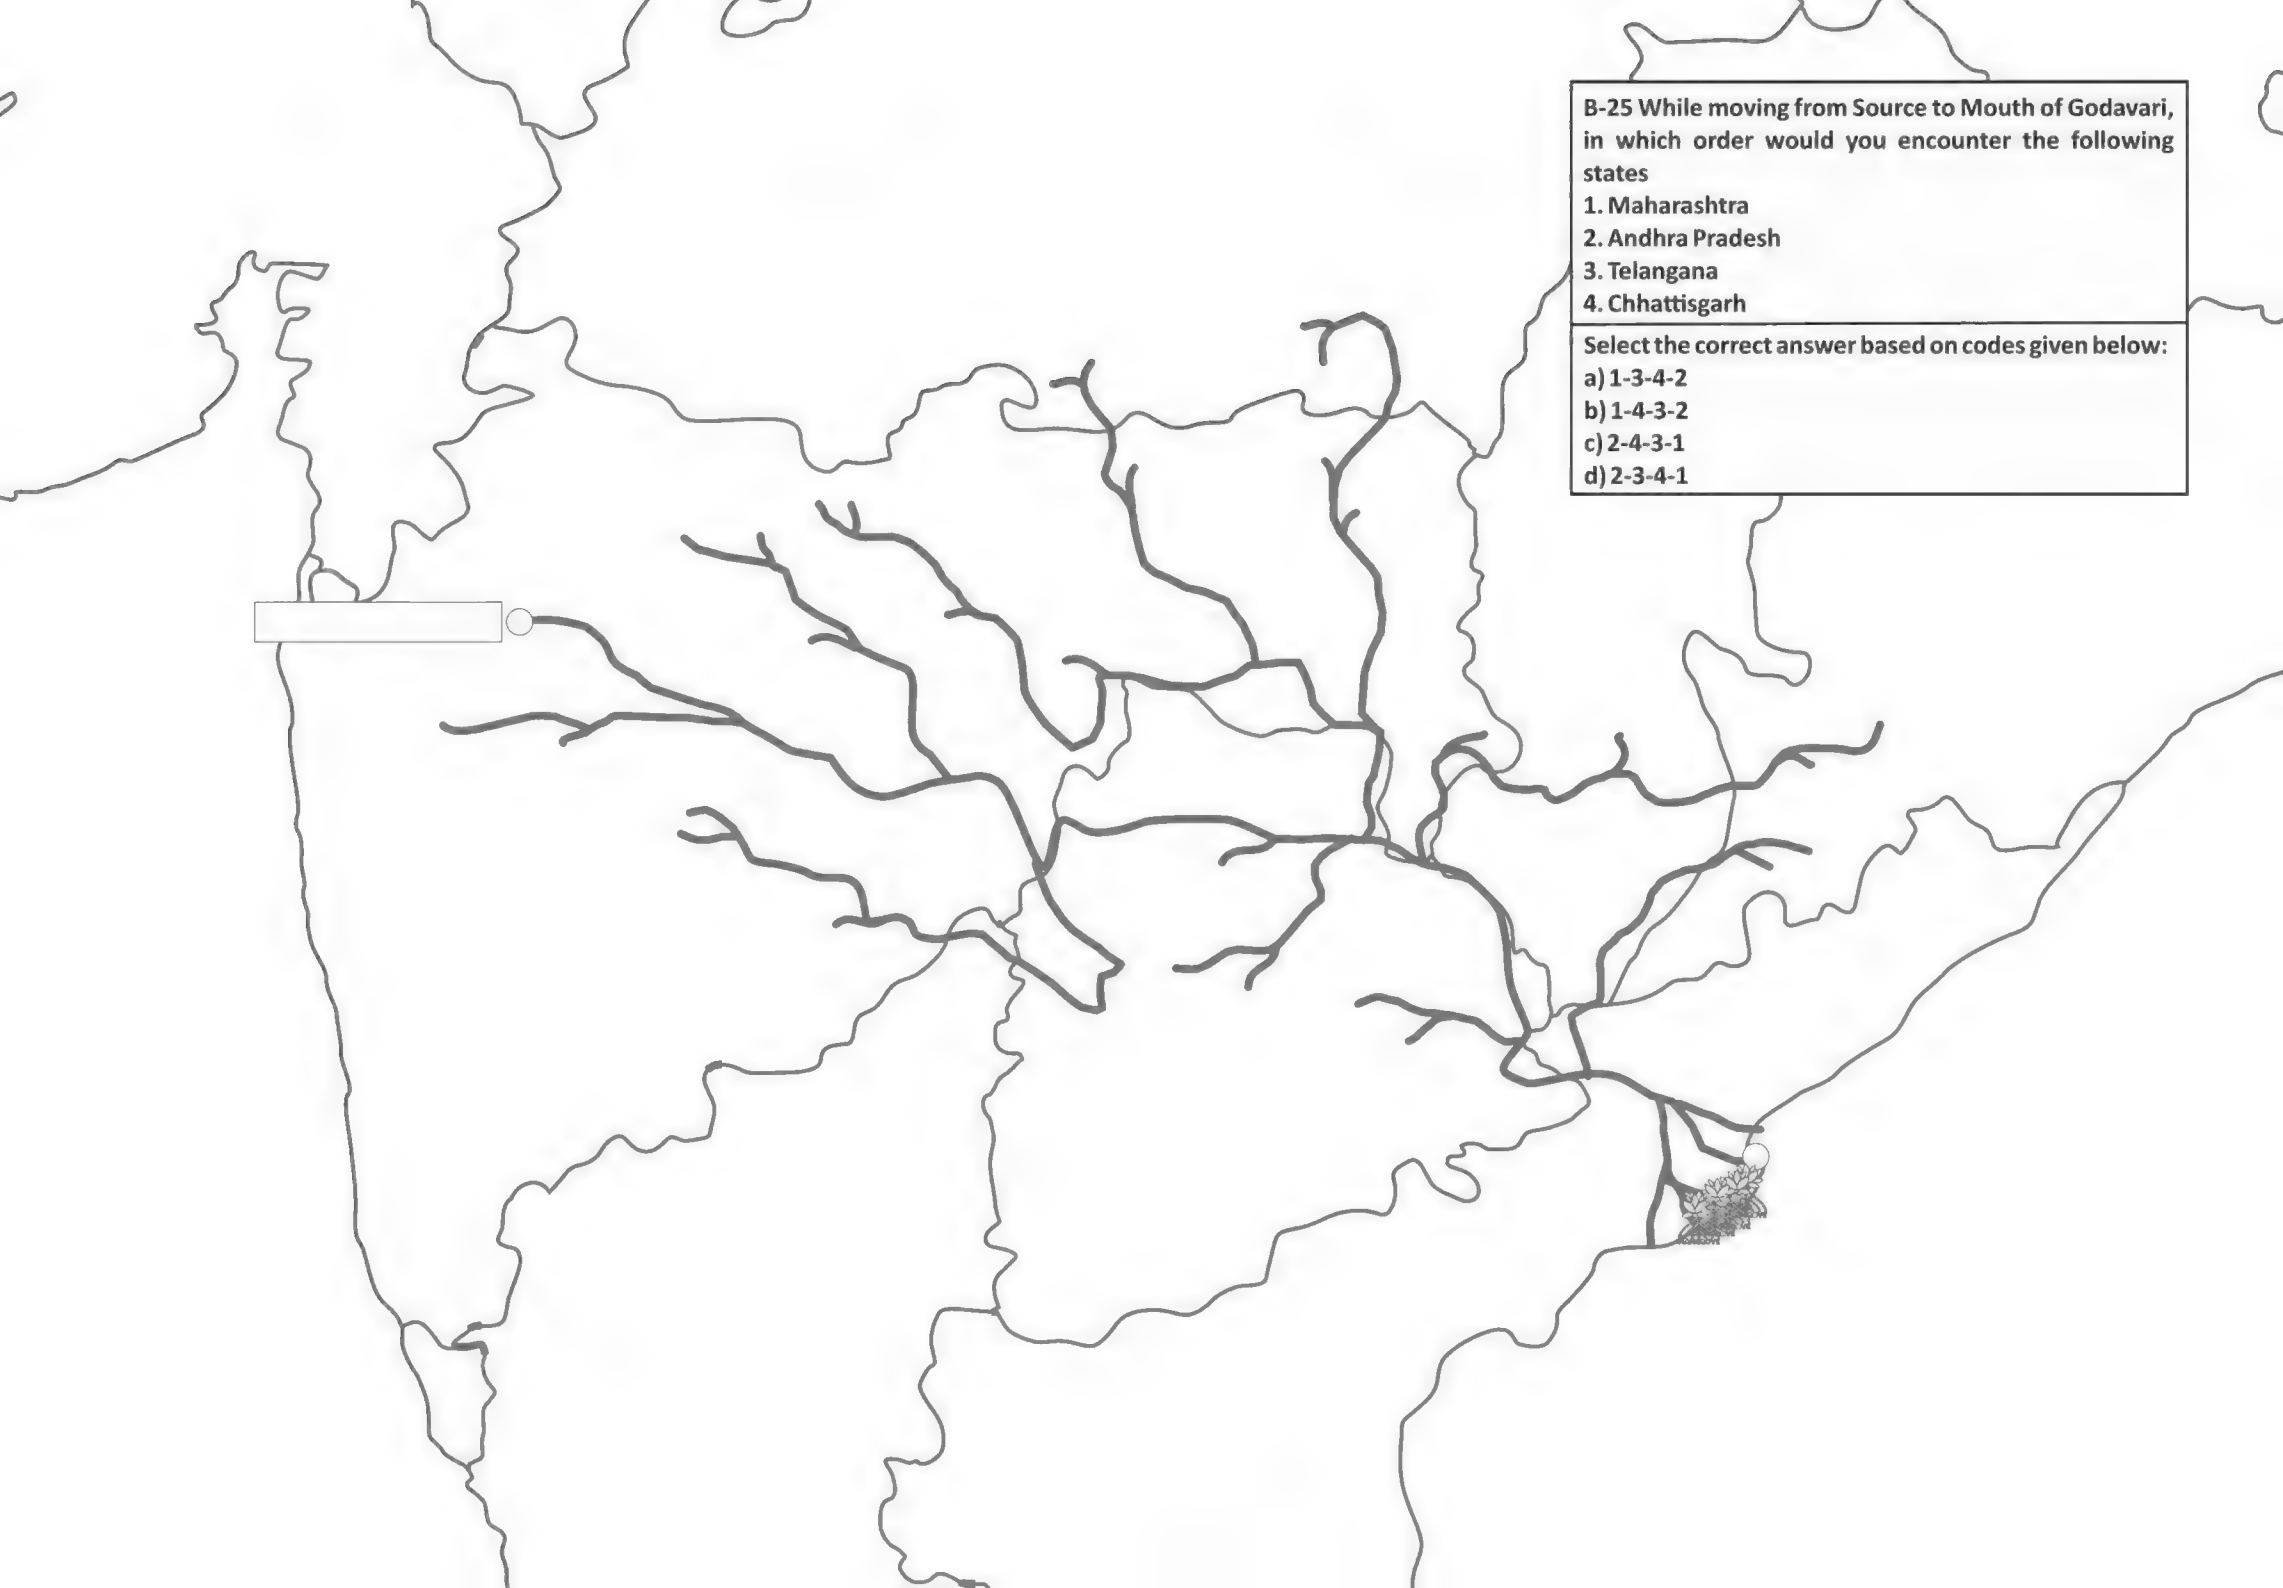 B-25 While moving from Source to Mouth of Godavari,
in which order would you encounter the following
states
1. Maharashtra
2. Andhra Pradesh
3. Telangana
4. Chhattisgarh
Select the correct answer based on codes given below:
a) 1-3-4-2
b) 1-4-3-2
c) 2-4-3-1
d) 2-3-4-1